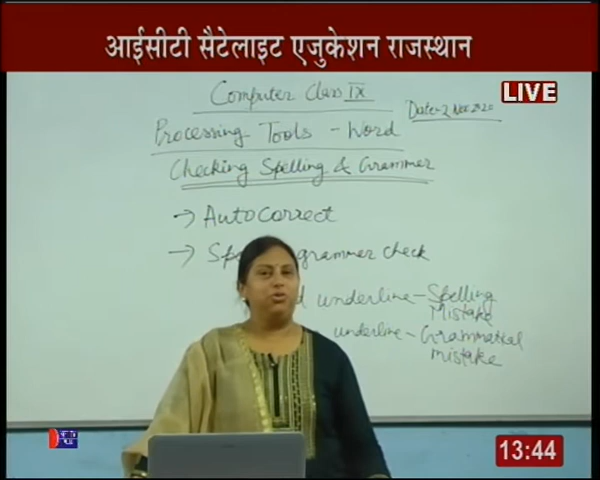 आईसीटी सैटेलाइट एजुकेशन राजस्थान
LIVE
Computer Class IX
Date-2 Nov 2020
Processing Tools - Word
Checking Spelling & Grammer
→ AutoCorrect
→ grammer check
underline - Spelling
Mistake
underline - Grammatical
mistake
13:44